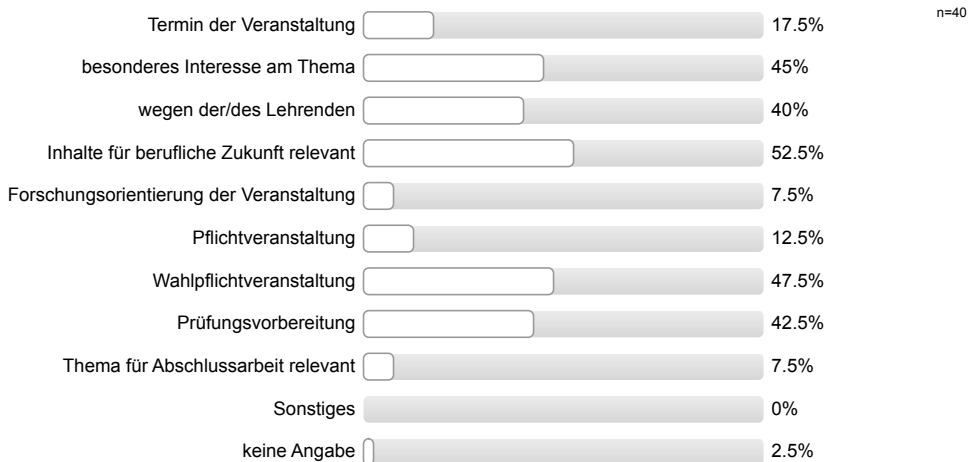 n=40
Termin der Veranstaltung 17.5%
besonderes Interesse am Thema 45%
wegen der/des Lehrenden 40%
Inhalte für berufliche Zukunft relevant 52.5%
Forschungsorientierung der Veranstaltung 7.5%
Pflichtveranstaltung 12.5%
Wahlpflichtveranstaltung 47.5%
Prüfungsvorbereitung 42.5%
Thema für Abschlussarbeit relevant 7.5%
Sonstiges 0%
keine Angabe 2.5%